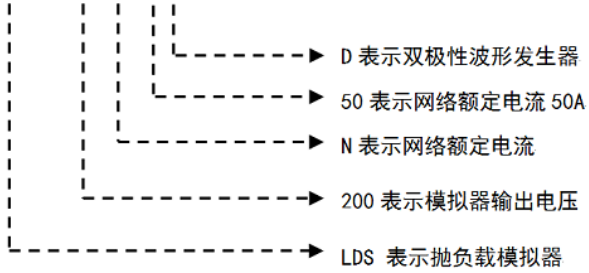 D 表示双极性波形发生器
50 表示网络额定电流 50A
N 表示网络额定电流
200 表示模拟器输出电压
LDS 表示抛负载模拟器